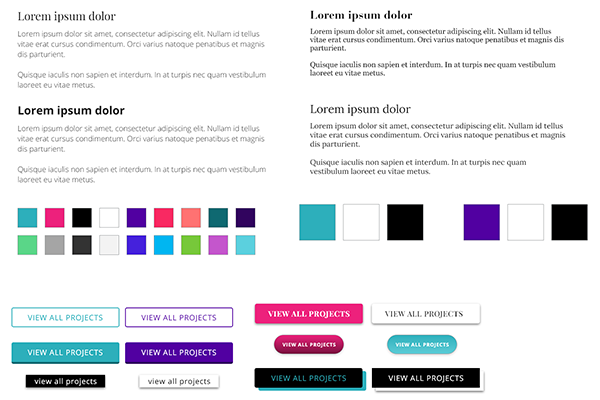 Lorem ipsum dolor
Lorem ipsum dolor sit amet, consectetur adipiscing elit. Nullam id tellus
vitae erat cursus condimentum. Orci varius natoque penatibus et magnis
dis parturient.
Quisque iaculis non sapien et interdum. In at turpis nec quam vestibulum
laoreet eu vitae metus.
Lorem ipsum dolor
Lorem ipsum dolor sit amet, consectetur adipiscing elit. Nullam id tellus
vitae erat cursus condimentum. Orci varius natoque penatibus et magnis
dis parturient.
Quisque iaculis non sapien et interdum. In at turpis nec quam vestibulum
laoreet eu vitae metus.
Lorem ipsum dolor
Lorem ipsum dolor sit amet, consectetur adipiscing elit. Nullam id tellus
vitae erat cursus condimentum. Orci varius natoque penatibus et magnis dis
parturient.
Quisque iaculis non sapien et interdum. In at turpis nec quam vestibulum
laoreet eu vitae metus.
Lorem ipsum dolor
Lorem ipsum dolor sit amet, consectetur adipiscing elit. Nullam id tellus
vitae erat cursus condimentum. Orci varius natoque penatibus et magnis dis
parturient.
Quisque iaculis non sapien et interdum. In at turpis nec quam
vestibulum laoreet eu vitae metus.
VIEW ALL PROJECTS
VIEW ALL PROJECTS
VIEW ALL PROJECTS
VIEW ALL PROJECTS
VIEW ALL PROJECTS
VIEW ALL PROJECTS
VIEW ALL PROJECTS
VIEW ALL PROJECTS
view all projects
view all projects
VIEW ALL PROJECTS
VIEW ALL PROJECTS